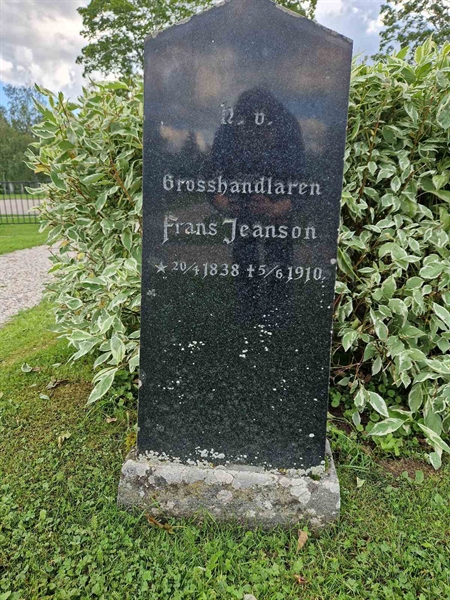 H. v.
Grosshandlaren
Frans Jeanson
★ 20/4 1838 ✝ 5/6 1910.